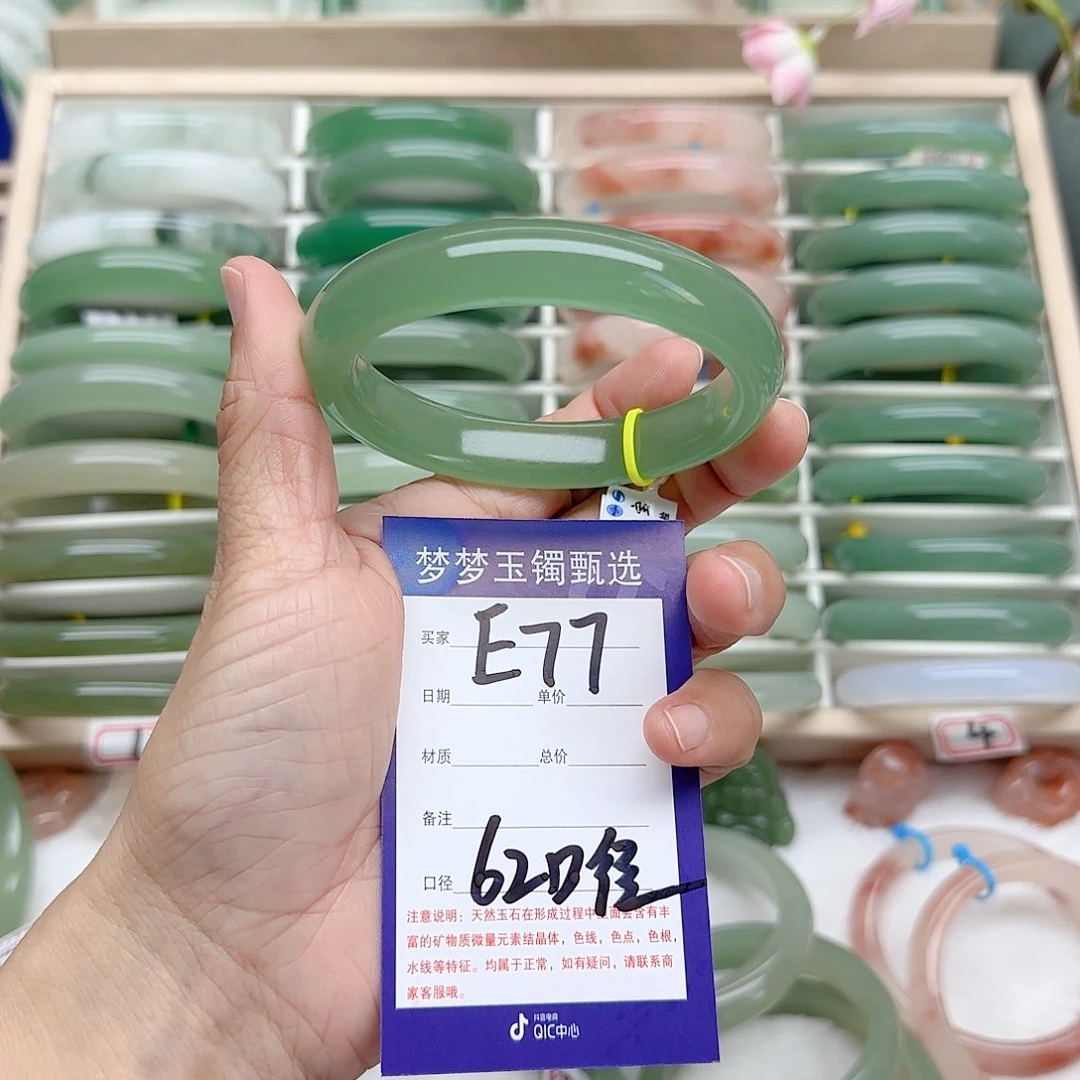 梦梦玉镯甄选
买家 E77
日期 单价
材质 总价
备注
口径 62口径
注意说明：天然玉石在形成过程中里面会含有丰
富的矿物质微量元素结晶体，色线，色点，色根，
水线等特征。均属于正常，如有疑问，请联系商
家客服哦。
抖音电商
QIC中心
4